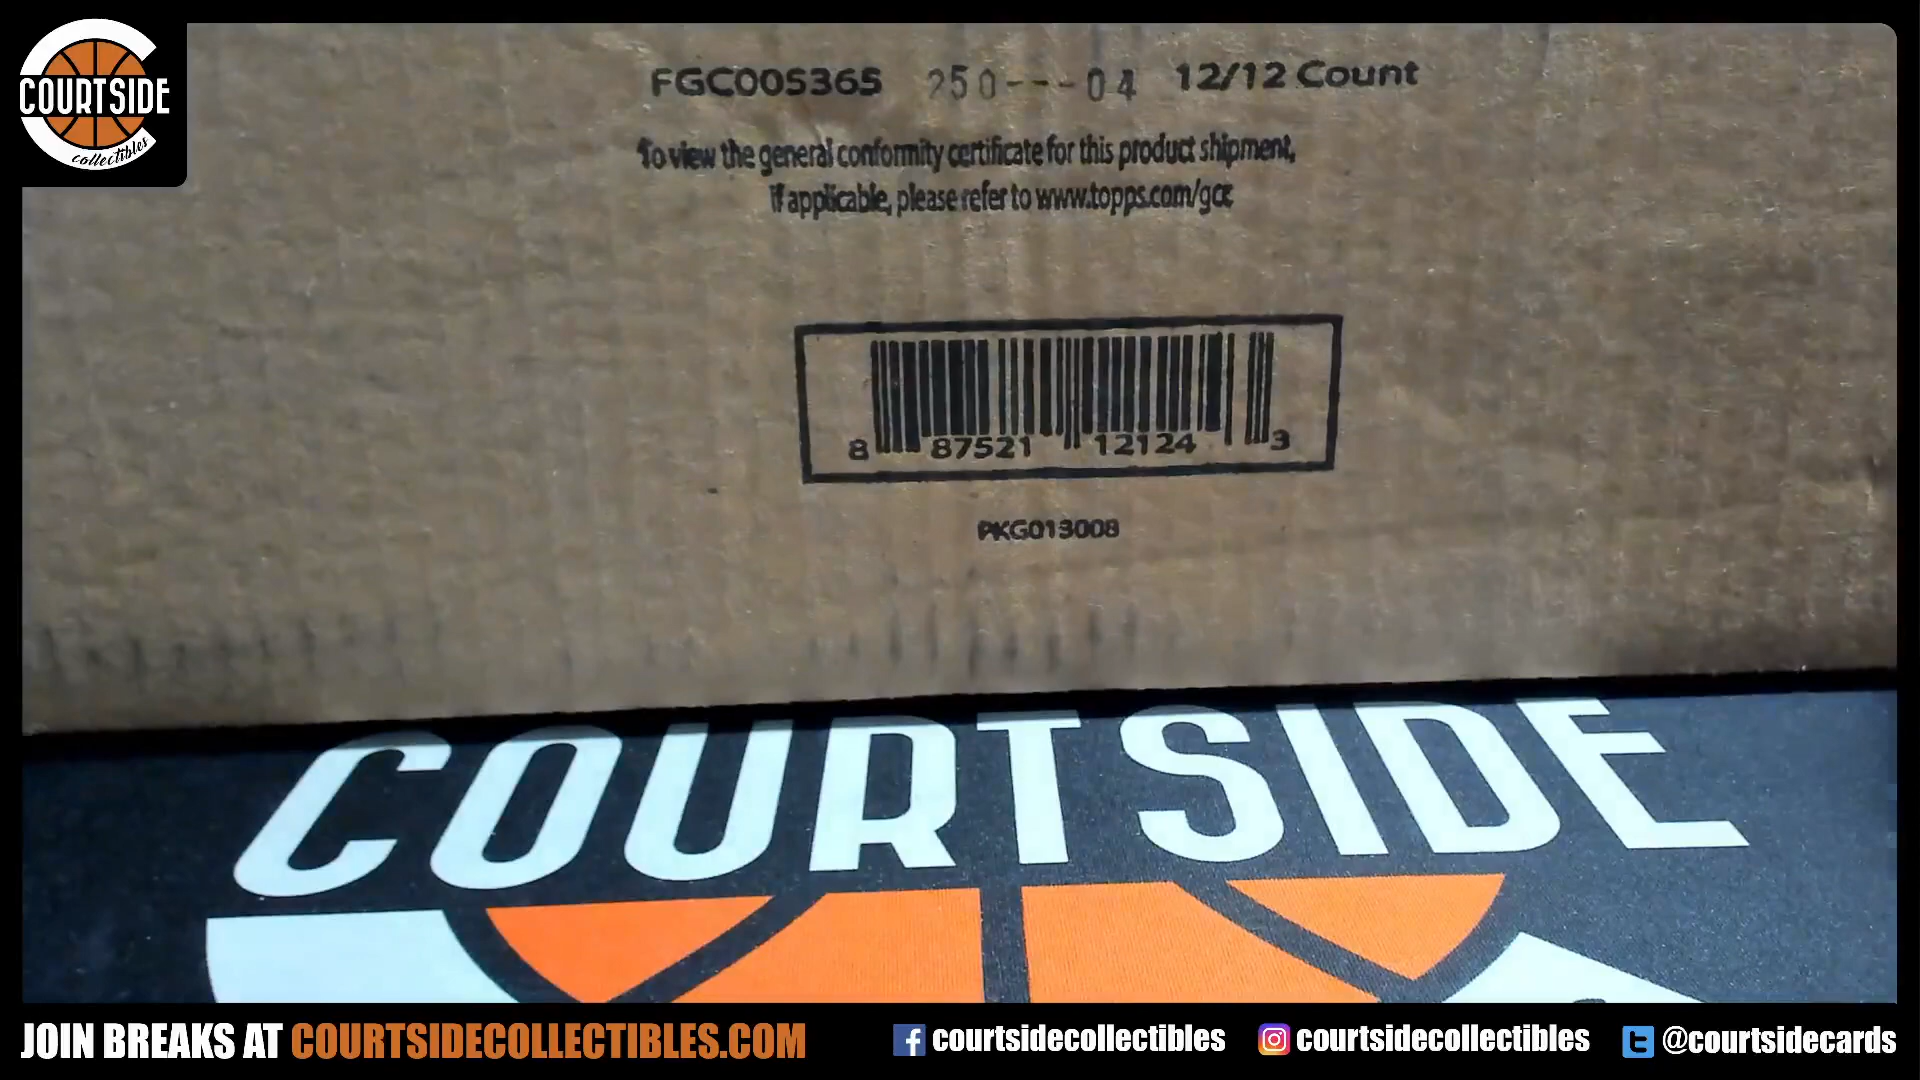 COURTSIDE
collectibles
FGC005365 250---04 12/12 Count
To view the general conformity certificate for this product shipment,
if applicable, please refer to www.topps.com/gcc
8 87521 12124 3
PKG013008
COURTSIDE
JOIN BREAKS AT COURTSIDECOLLECTIBLES.COM
courtsidecollectibles
courtsidecollectibles
@courtsidecards